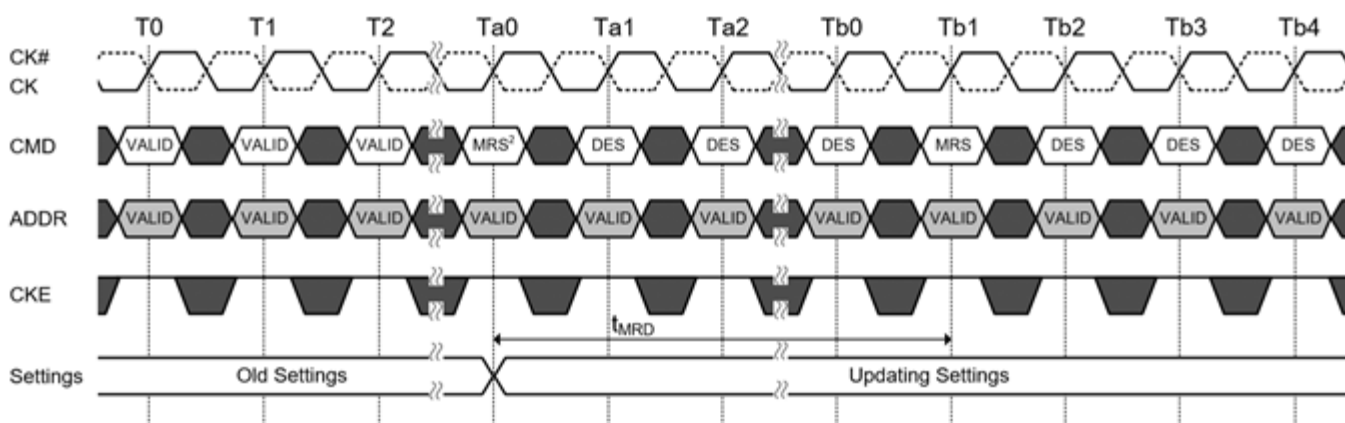 T0 T1 T2 Ta0 Ta1 Ta2 Tb0 Tb1 Tb2 Tb3 Tb4
CK#
CK
CMD VALID VALID VALID MRS² DES DES DES MRS DES DES DES
ADDR VALID VALID VALID VALID VALID VALID VALID VALID VALID VALID VALID
CKE
tMRD
Settings Old Settings Updating Settings